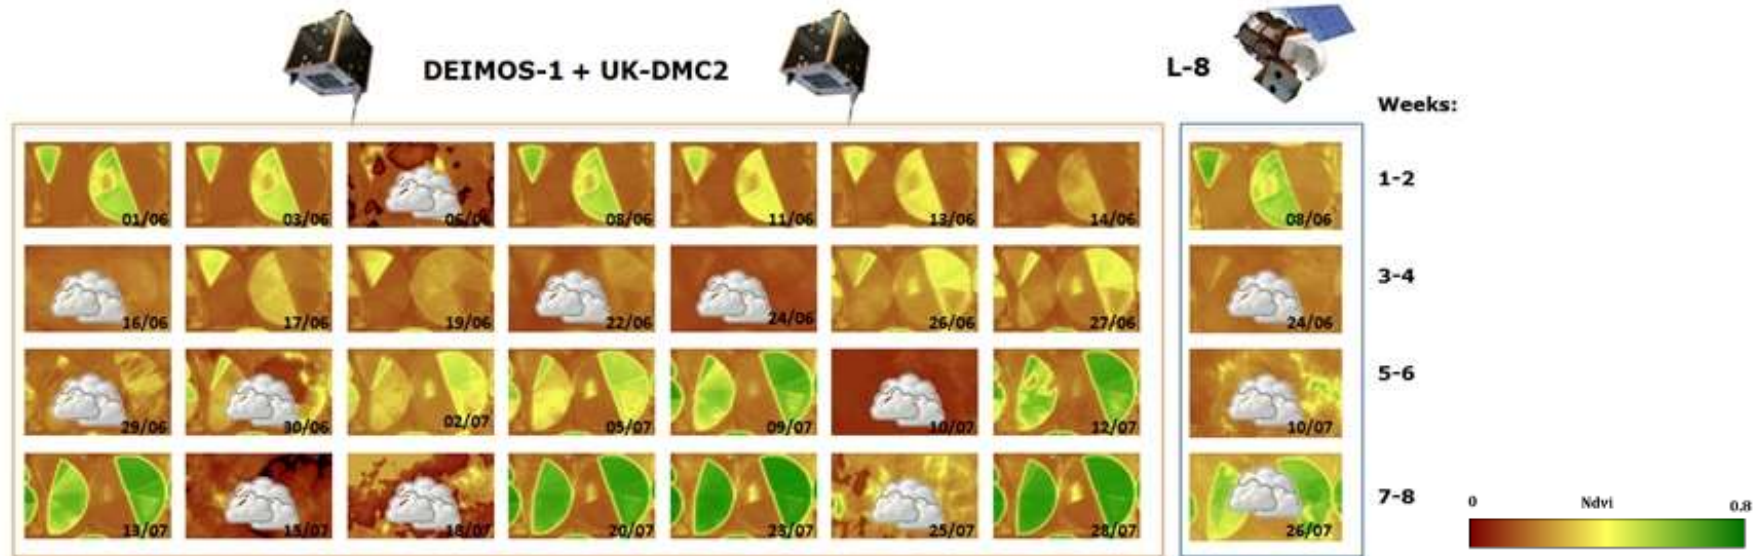 DEIMOS-1 + UK-DMC2
L-8
Weeks:
01/06 03/06 06/06 08/06 11/06 13/06 14/06 08/06 1-2
16/06 17/06 19/06 22/06 24/06 26/06 27/06 24/06 3-4
29/06 30/06 02/07 05/07 09/07 10/07 12/07 10/07 5-6
13/07 15/07 18/07 20/07 23/07 25/07 28/07 26/07 7-8
0 Ndvi 0.8